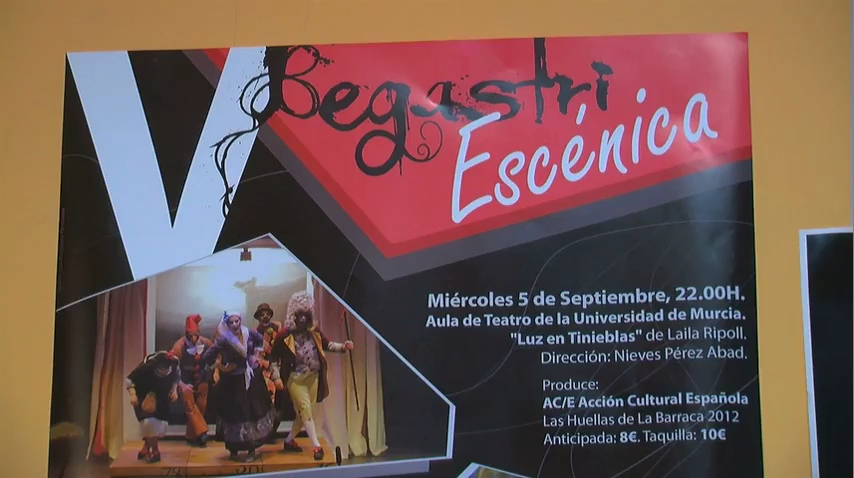 V Begastri
Escénica
Miércoles 5 de Septiembre, 22.00H.
Aula de Teatro de la Universidad de Murcia.
"Luz en Tinieblas" de Laila Ripoll.
Dirección: Nieves Pérez Abad.
Produce:
AC/E Acción Cultural Española
Las Huellas de La Barraca 2012
Anticipada: 8€. Taquilla: 10€